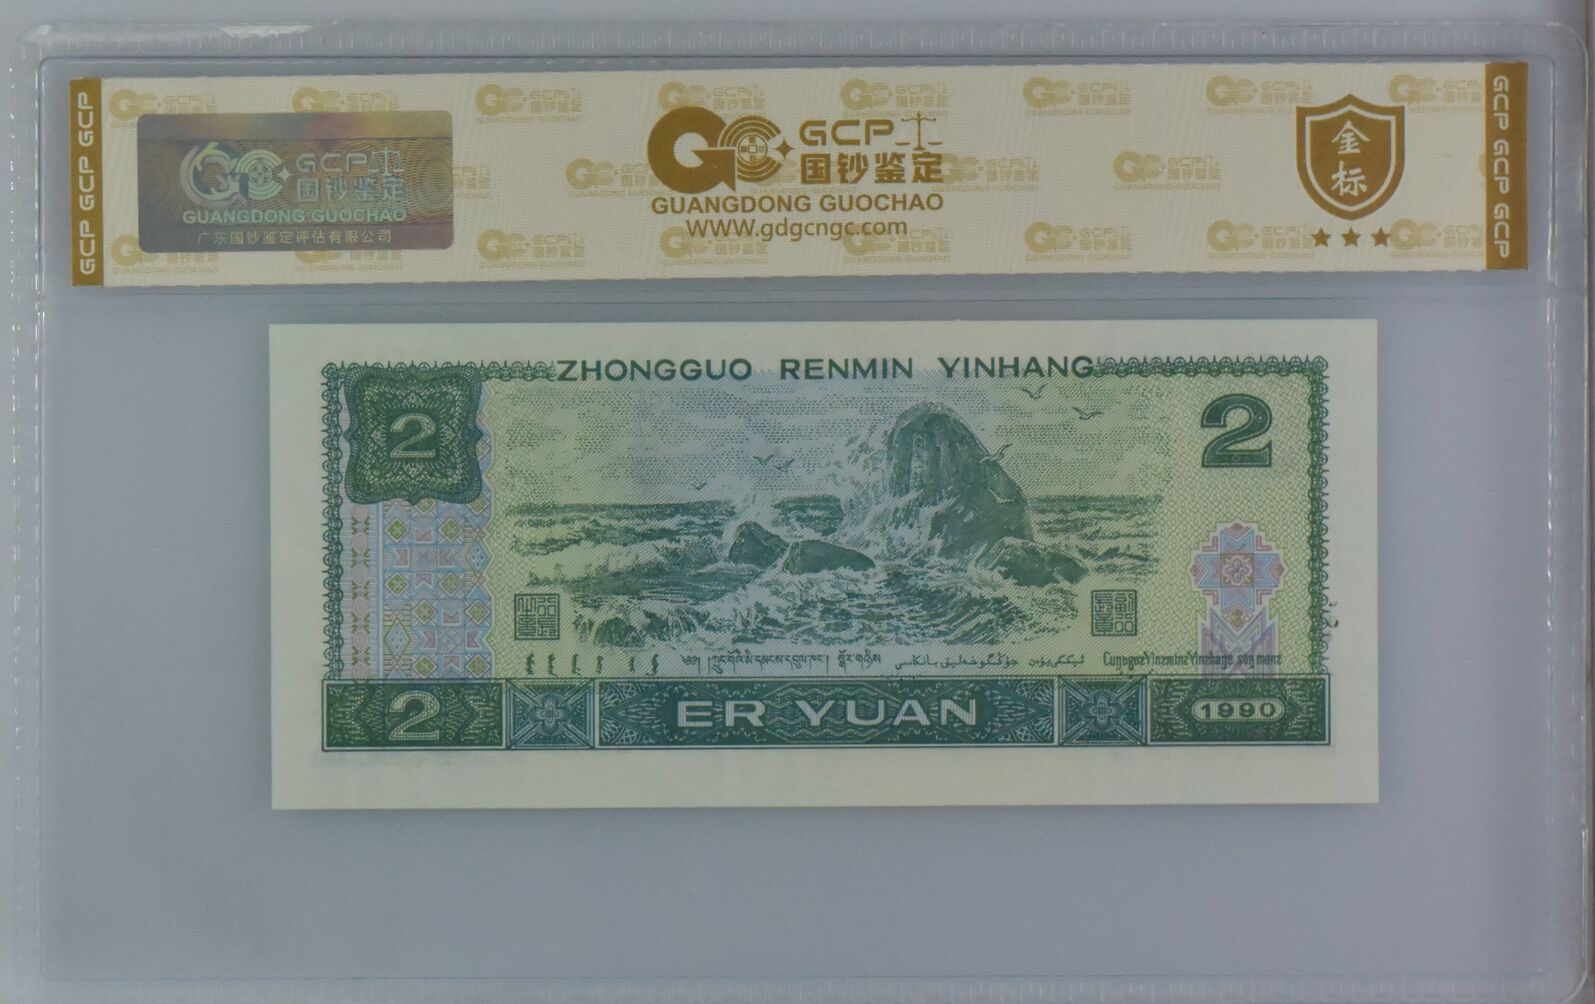 GCP GCP GCP
GCP
国钞鉴定
GUANGDONG GUOCHAO
广东国钞鉴定评估有限公司
GCP
国钞鉴定
GUANGDONG GUOCHAO
WWW.gdgcngc.com
金
标
GCP GCP GCP
ZHONGGUO RENMIN YINHANG
2
2
2
ER YUAN
1990